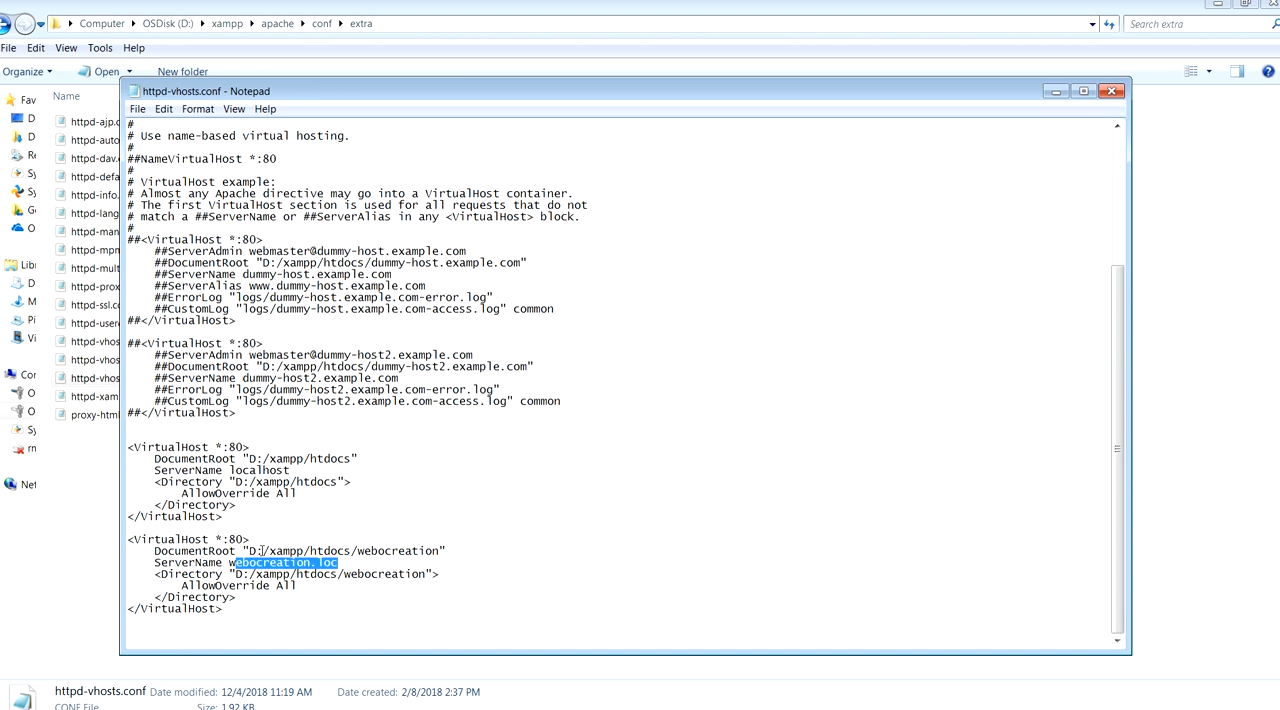 Computer ▸ OSDisk (D:) ▸ xampp ▸ apache ▸ conf ▸ extra
Search extra
File Edit View Tools Help
Organize Open New folder
Fav
Name
httpd-vhosts.conf - Notepad
File Edit Format View Help
#
# Use name-based virtual hosting.
#
##NameVirtualHost *:80
#
# VirtualHost example:
# Almost any Apache directive may go into a VirtualHost container.
# The first VirtualHost section is used for all requests that do not
# match a ##ServerName or ##ServerAlias in any <VirtualHost> block.
#
##<VirtualHost *:80>
##ServerAdmin webmaster@dummy-host.example.com
##DocumentRoot "D:/xampp/htdocs/dummy-host.example.com"
##ServerName dummy-host.example.com
##ServerAlias www.dummy-host.example.com
##ErrorLog "logs/dummy-host.example.com-error.log"
##CustomLog "logs/dummy-host.example.com-access.log" common
##</VirtualHost>
##<VirtualHost *:80>
##ServerAdmin webmaster@dummy-host2.example.com
##DocumentRoot "D:/xampp/htdocs/dummy-host2.example.com"
##ServerName dummy-host2.example.com
##ErrorLog "logs/dummy-host2.example.com-error.log"
##CustomLog "logs/dummy-host2.example.com-access.log" common
##</VirtualHost>
<VirtualHost *:80>
DocumentRoot "D:/xampp/htdocs"
ServerName localhost
<Directory "D:/xampp/htdocs">
AllowOverride All
</Directory>
</VirtualHost>
<VirtualHost *:80>
DocumentRoot "D:/xampp/htdocs/webocreation"
ServerName webocreation.loc
<Directory "D:/xampp/htdocs/webocreation">
AllowOverride All
</Directory>
</VirtualHost>
D
D
Re
Sy
Sy
G
O
Libr
D
M
Pi
Vi
Con
O
O
Sy
rn
Net
httpd-ajp.c
httpd-auto
httpd-dav.
httpd-defa
httpd-info.
httpd-lang
httpd-man
httpd-mpm
httpd-mult
httpd-prox
httpd-ssl.c
httpd-user
httpd-vhos
httpd-vhos
httpd-vhos
httpd-xam
proxy-html
httpd-vhosts.conf Date modified: 12/4/2018 11:19 AM Date created: 2/8/2018 2:37 PM
CONF File Size: 1.92 KB